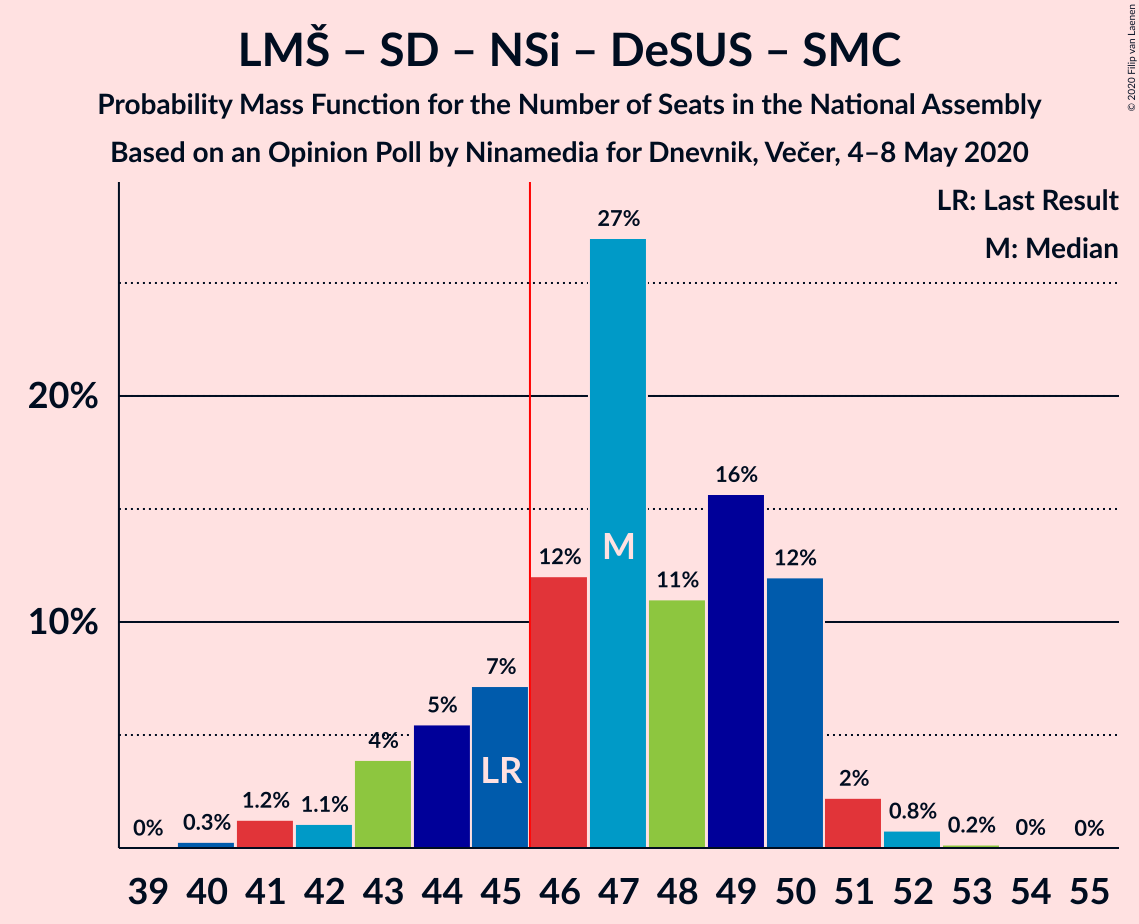 LMŠ – SD – NSi – DeSUS – SMC
Probability Mass Function for the Number of Seats in the National Assembly
Based on an Opinion Poll by Ninamedia for Dnevnik, Večer, 4–8 May 2020
© 2020 Filip van Laenen
LR: Last Result
M: Median
20%
10%
0%
0.3%
1.2%
1.1%
4%
5%
7%
12%
27%
11%
16%
12%
2%
0.8%
0.2%
0%
0%
LR
M
39 40 41 42 43 44 45 46 47 48 49 50 51 52 53 54 55